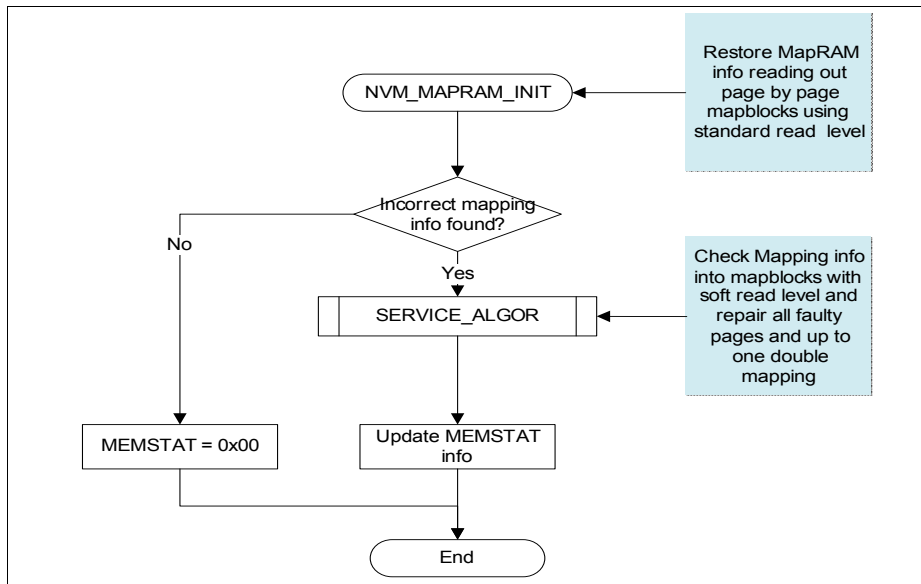 Restore MapRAM
info reading out
page by page
mapblocks using
standard read level
NVM_MAPRAM_INIT
Incorrect mapping
info found?
No
Yes
Check Mapping info
into mapblocks with
soft read level and
repair all faulty
pages and up to
one double
mapping
SERVICE_ALGOR
MEMSTAT = 0x00
Update MEMSTAT
info
End